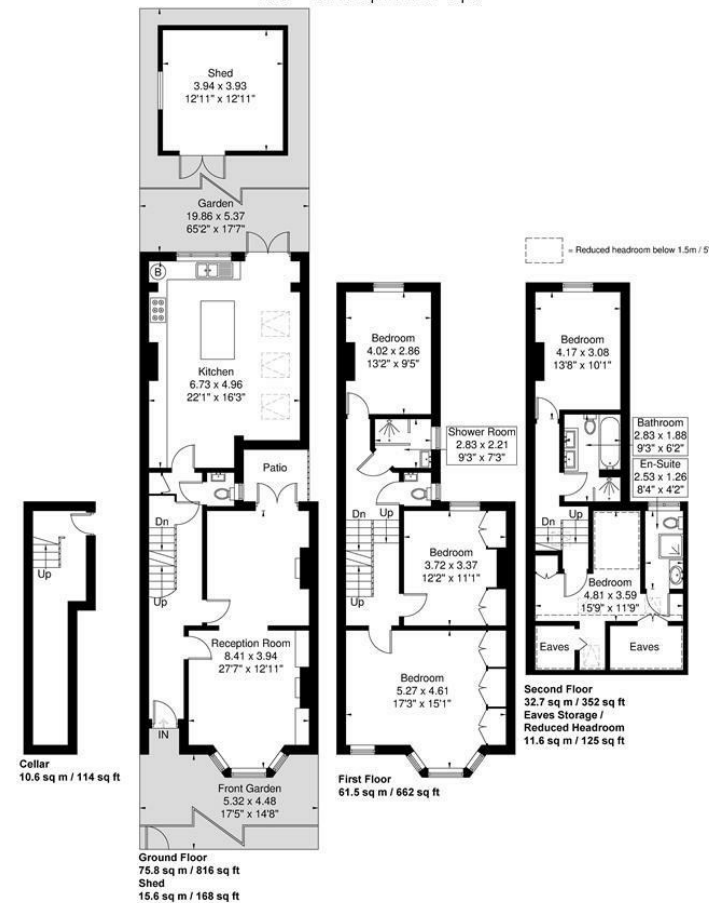 Shed
3.94 x 3.93
12'11" x 12'11"
Garden
19.86 x 5.37
65'2" x 17'7"
= Reduced headroom below 1.5m / 5'
B
Kitchen
6.73 x 4.96
22'1" x 16'3"
Patio
Dn
Up
Reception Room
8.41 x 3.94
27'7" x 12'11"
IN
Front Garden
5.32 x 4.48
17'5" x 14'8"
Ground Floor
75.8 sq m / 816 sq ft
Shed
15.6 sq m / 168 sq ft
Up
Cellar
10.6 sq m / 114 sq ft
Bedroom
4.02 x 2.86
13'2" x 9'5"
Shower Room
2.83 x 2.21
9'3" x 7'3"
Dn
Up
Up
Bedroom
3.72 x 3.37
12'2" x 11'1"
Bedroom
5.27 x 4.61
17'3" x 15'1"
First Floor
61.5 sq m / 662 sq ft
Bedroom
4.17 x 3.08
13'8" x 10'1"
Bathroom
2.83 x 1.88
9'3" x 6'2"
En-Suite
2.53 x 1.26
8'4" x 4'2"
Dn
Up
Bedroom
4.81 x 3.59
15'9" x 11'9"
Eaves
Eaves
Second Floor
32.7 sq m / 352 sq ft
Eaves Storage /
Reduced Headroom
11.6 sq m / 125 sq ft